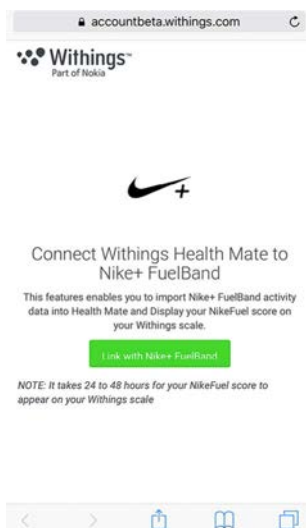 accountbeta.withings.com
Withings™
Part of Nokia
+
Connect Withings Health Mate to
Nike+ FuelBand
This features enables you to import Nike+ FuelBand activity
data into Health Mate and Display your NikeFuel score on
your Withings scale.
Link with Nike+ FuelBand
NOTE: It takes 24 to 48 hours for your NikeFuel score to
appear on your Withings scale